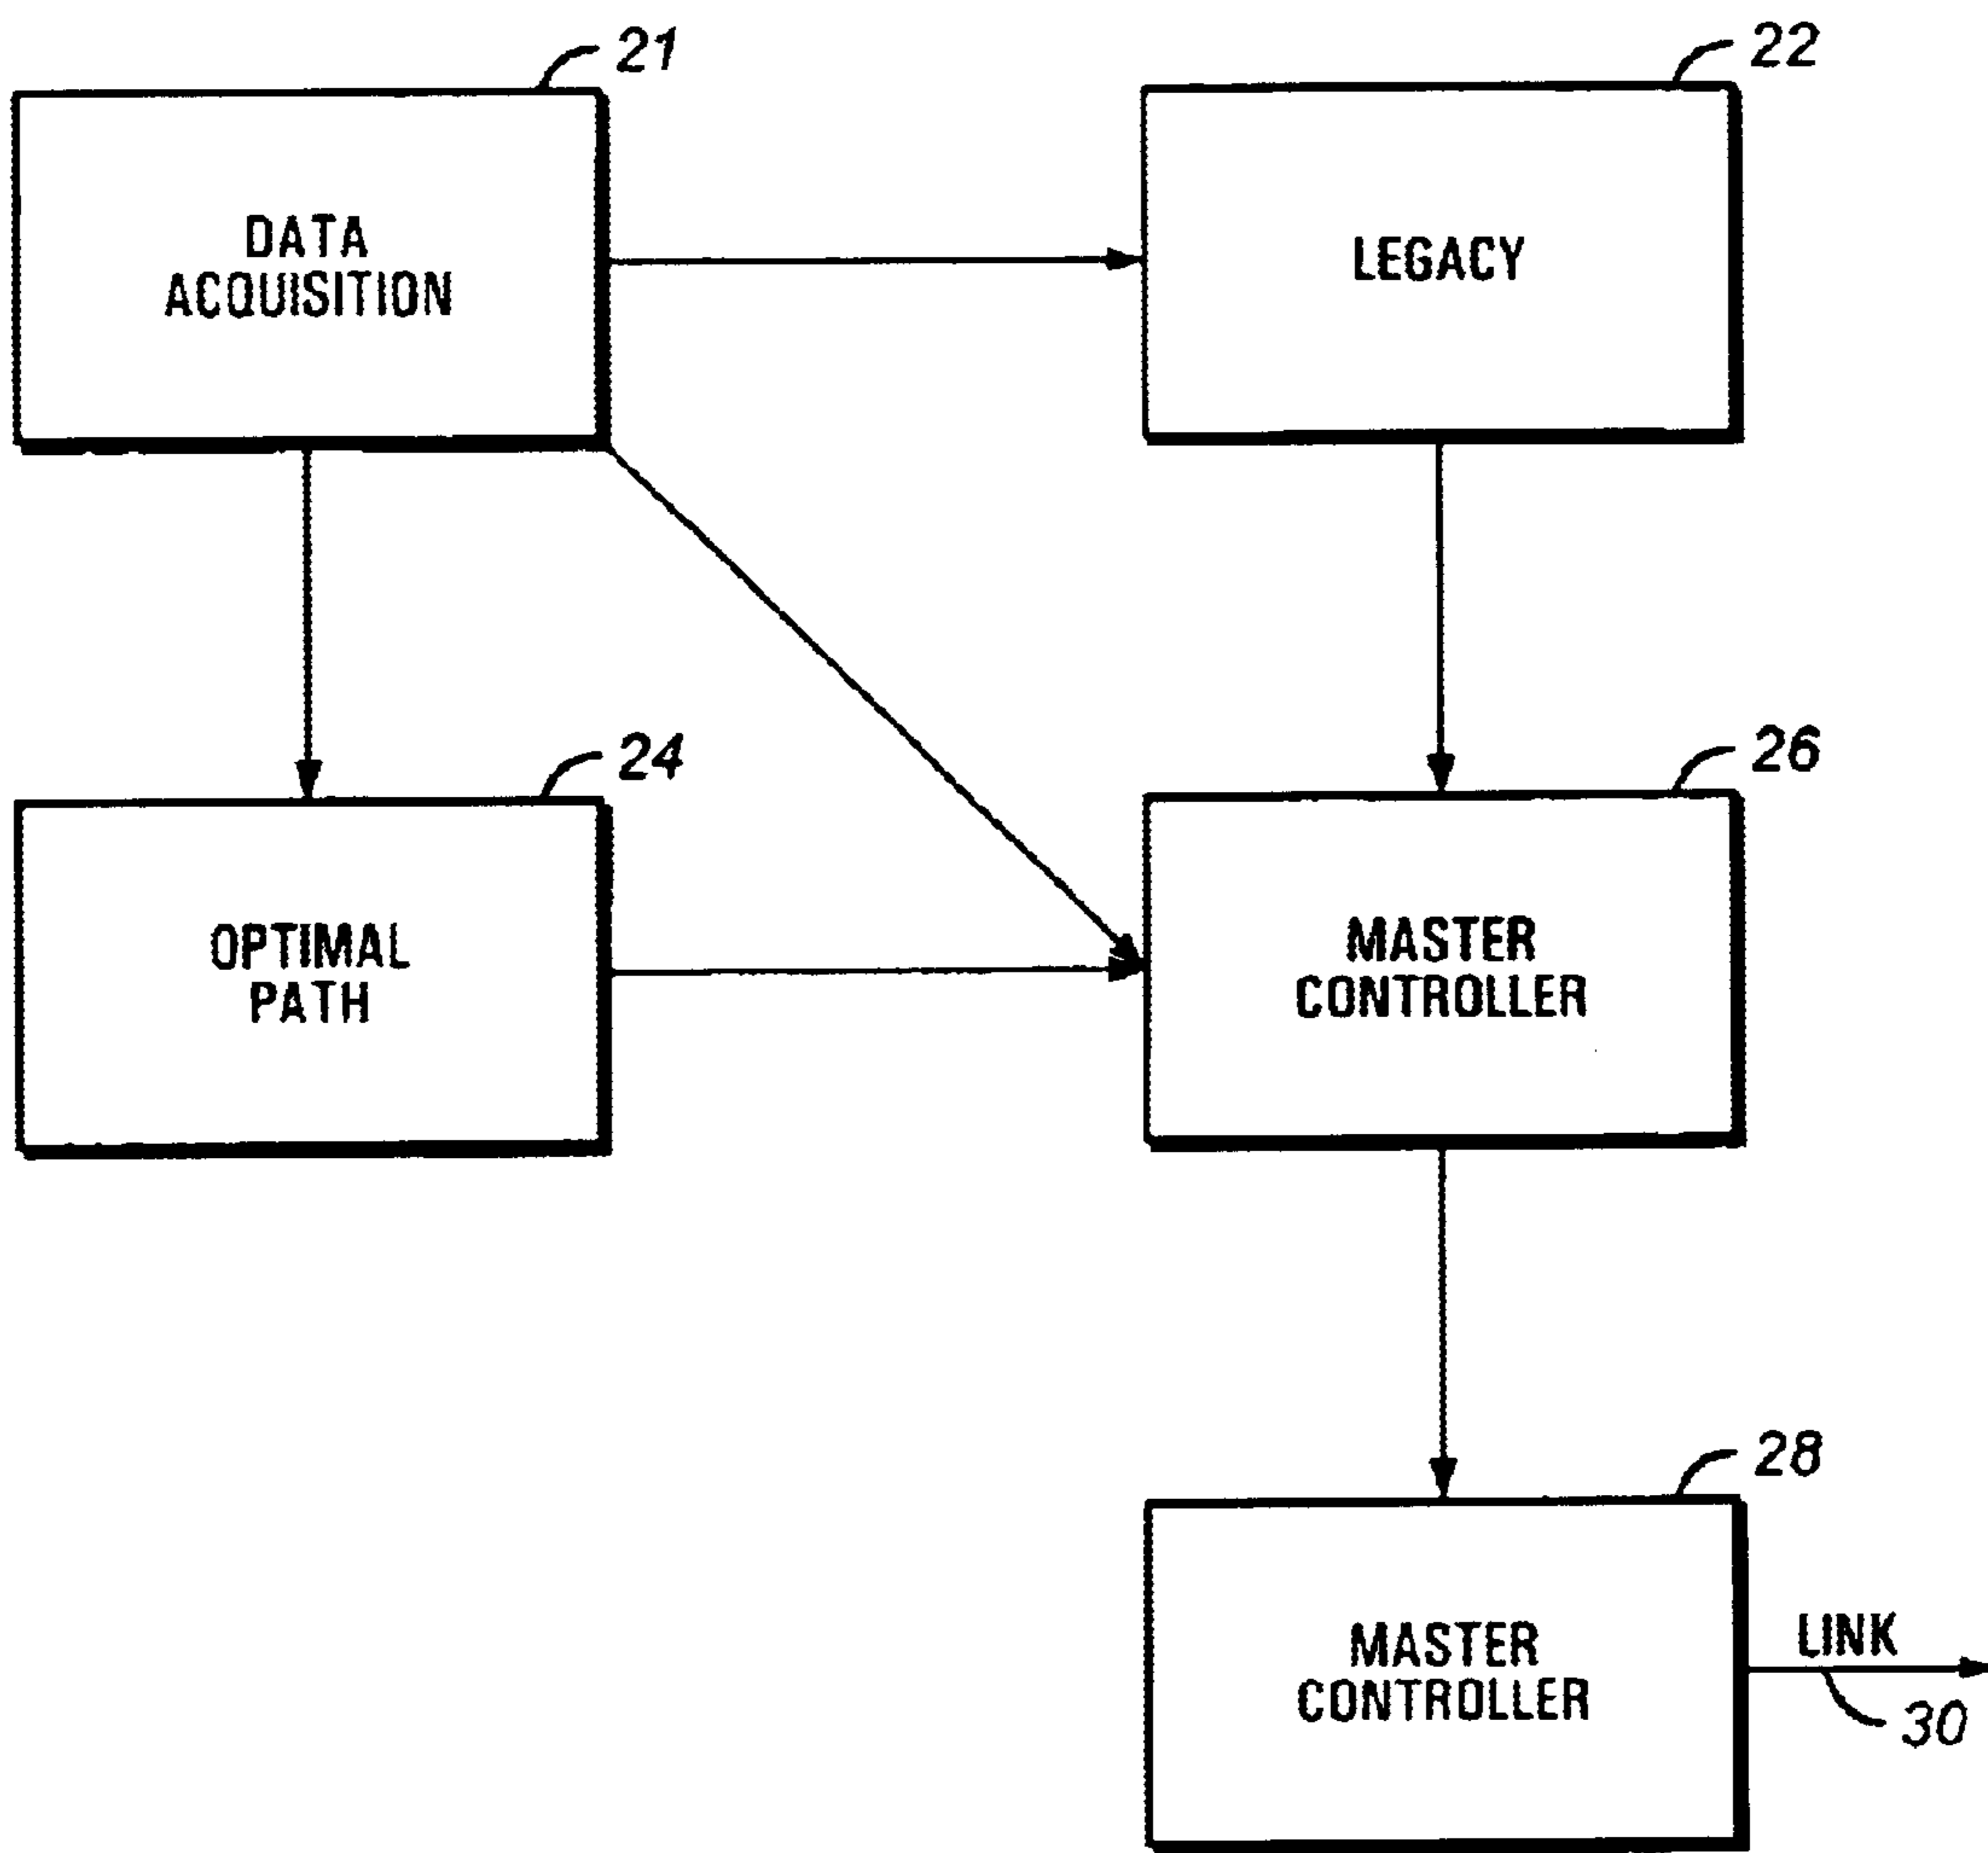 21
22
DATA
ACQUISITION
LEGACY
24
26
OPTIMAL
PATH
MASTER
CONTROLLER
28
MASTER
CONTROLLER
LINK
30